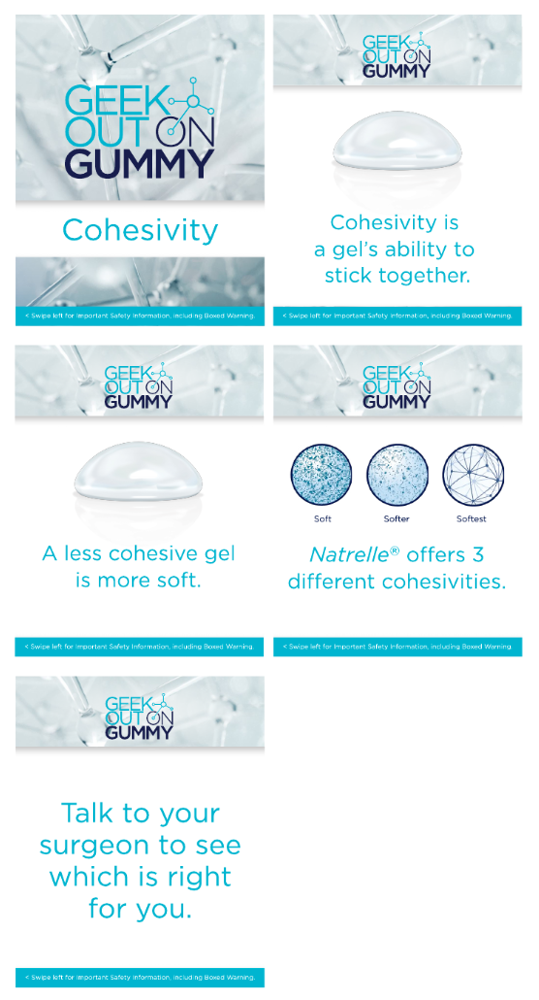 GEEK
OUT ON
GUMMY
Cohesivity
< Swipe left for Important Safety Information, including Boxed Warning.
GEEK
OUT ON
GUMMY
Cohesivity is
a gel's ability to
stick together.
< Swipe left for Important Safety Information, including Boxed Warning.
GEEK
OUT ON
GUMMY
A less cohesive gel
is more soft.
< Swipe left for Important Safety Information, including Boxed Warning.
GEEK
OUT ON
GUMMY
Soft Softer Softest
Natrelle® offers 3
different cohesivities.
< Swipe left for Important Safety Information, including Boxed Warning.
GEEK
OUT ON
GUMMY
Talk to your
surgeon to see
which is right
for you.
< Swipe left for Important Safety Information, including Boxed Warning.